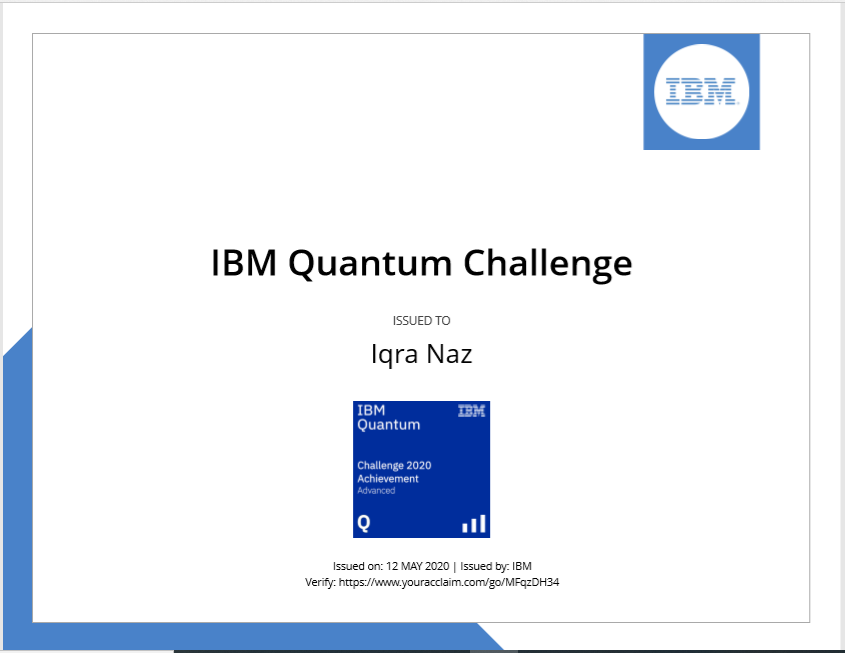 IBM
IBM Quantum Challenge
ISSUED TO
Iqra Naz
IBM
Quantum
IBM
Challenge 2020
Achievement
Advanced
Q
Issued on: 12 MAY 2020 | Issued by: IBM
Verify: https://www.youracclaim.com/go/MFqzDH34